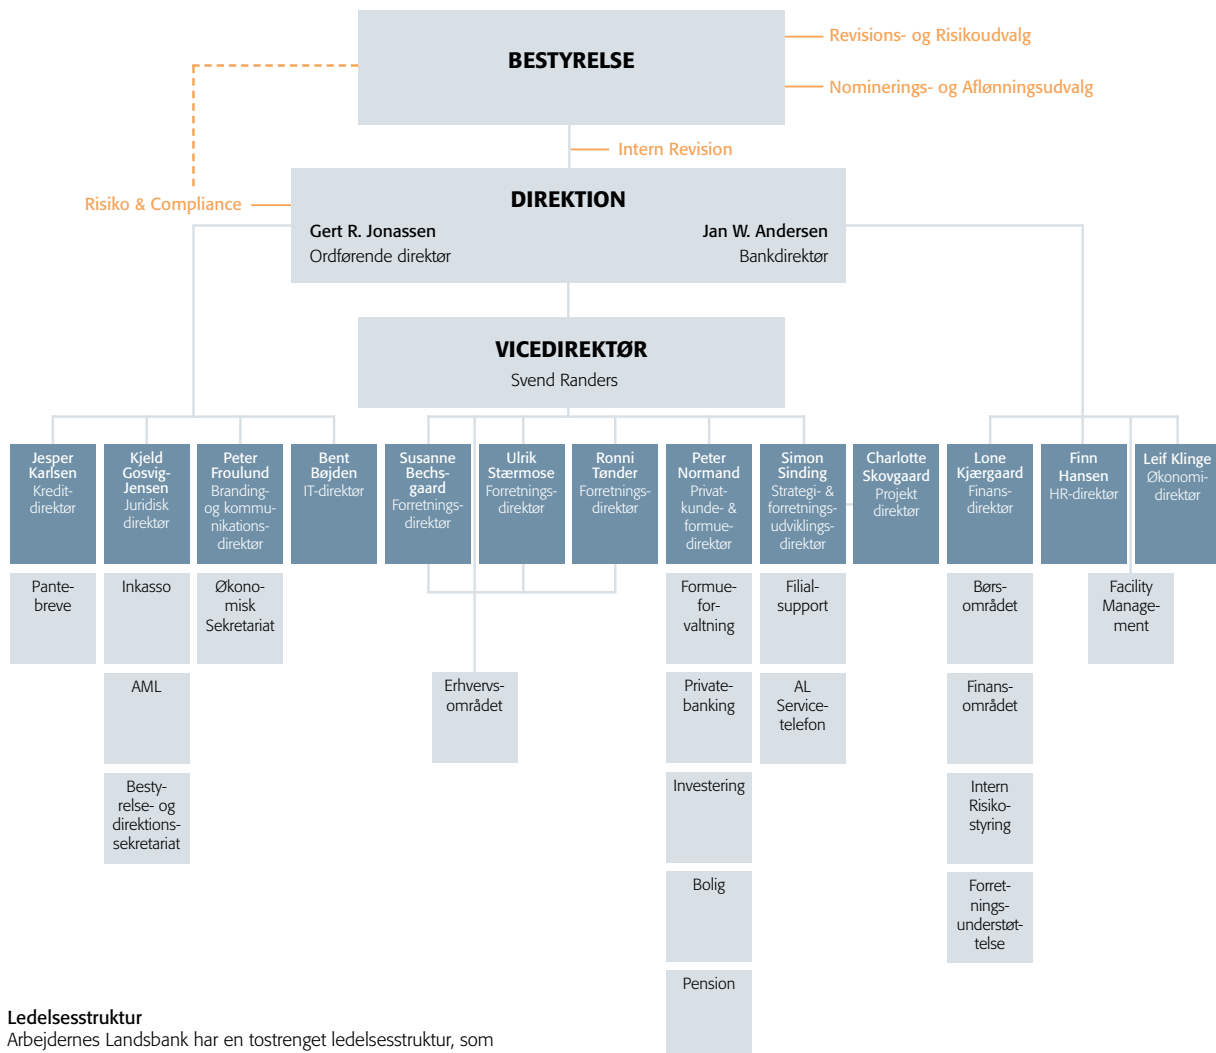 BESTYRELSE
Revisions- og Risikoudvalg
Nominerings- og Aflønningsudvalg
Intern Revision
Risiko & Compliance
DIREKTION
Gert R. Jonassen
Ordførende direktør
Jan W. Andersen
Bankdirektør
VICEDIREKTØR
Svend Randers
Jesper
Karlsen
Kredit-
direktør
Kjeld
Gosvig-
Jensen
Juridisk
direktør
Peter
Froulund
Branding-
og kommu-
nikations-
direktør
Bent
Bøjden
IT-direktør
Susanne
Bechs-
gaard
Forretnings-
direktør
Ulrik
Stærmose
Forretnings-
direktør
Ronni
Tønder
Forretnings-
direktør
Peter
Normand
Privat-
kunde- &
formue-
direktør
Simon
Sinding
Strategi- &
forretnings-
udviklings-
direktør
Charlotte
Skovgaard
Projekt
direktør
Lone
Kjærgaard
Finans-
direktør
Finn
Hansen
HR-direktør
Leif Klinge
Økonomi-
direktør
Pante-
breve
Inkasso
AML
Besty-
relse- og
direktions-
sekretariat
Økono-
misk
Sekretariat
Erhvervs-
området
Formue-
for-
valtning
Private-
banking
Investering
Bolig
Pension
Filial-
support
AL
Service-
telefon
Børs-
området
Finans-
området
Intern
Risiko-
styring
Forret-
nings-
understøt-
telse
Facility
Manage-
ment
Ledelsesstruktur
Arbejdernes Landsbank har en tostrenget ledelsesstruktur, som